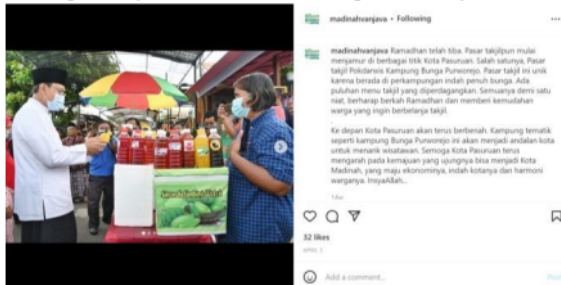 madinahvanjava • Following
madinahvanjava Ramadhan telah tiba. Pasar takjilpun mulai
menjamur di berbagai titik Kota Pasuruan. Salah satunya, Pasar
takjil Pokdarwis Kampung Bunga Purworejo. Pasar takjil ini unik
karena berada di perkampungan indah penuh bunga. Ada
puluhan menu takjil yang diperdagangkan. Semuanya demi satu
niat, berharap berkah Ramadhan dan memberi kemudahan
warga yang ingin berbelanja takjil.
Ke depan Kota Pasuruan akan terus berbenah. Kampung tematik
seperti kampung Bunga Purworejo ini akan menjadi andalan kota
untuk menarik wisatawan. Semoga Kota Pasuruan terus
mengarah pada kemajuan yang ujungnya bisa menjadi Kota
Madinah, yang maju ekonominya, indah kotanya dan harmoni
warganya. InsyaAllah...
32 likes
APRIL 5
Add a comment...
Post